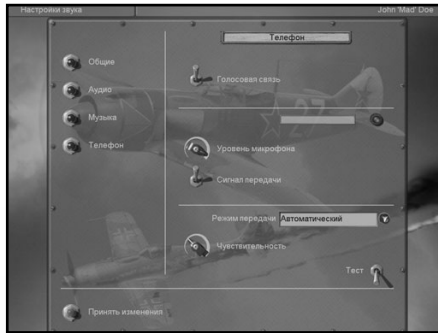 Настройки звука
John 'Mad' Doe
Телефон
Общие
Голосовая связь
Аудио
Музыка
Телефон
Уровень микрофона
Сигнал передачи
Режим передачи Автоматический
Чувствительность
Тест
Принять изменения
27